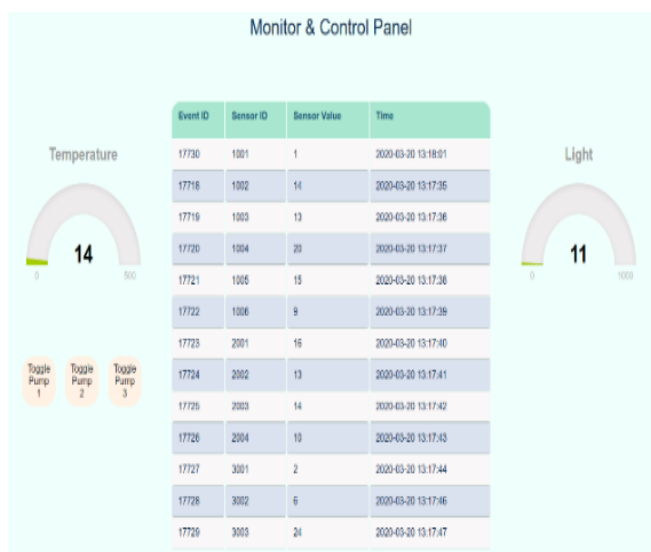 Monitor & Control Panel
Event ID Sensor ID Sensor Value Time
17730 1001 1 2020-03-20 13:18:01
17718 1002 14 2020-03-20 13:17:35
17719 1003 13 2020-03-20 13:17:36
17720 1004 20 2020-03-20 13:17:37
17721 1005 15 2020-03-20 13:17:38
17722 1006 9 2020-03-20 13:17:39
17723 2001 16 2020-03-20 13:17:40
17724 2002 13 2020-03-20 13:17:41
17725 2003 14 2020-03-20 13:17:42
17726 2004 10 2020-03-20 13:17:43
17727 3001 2 2020-03-20 13:17:44
17728 3002 6 2020-03-20 13:17:46
17729 3003 24 2020-03-20 13:17:47
Temperature
14
0 500
Toggle Toggle Toggle
Pump Pump Pump
1 2 3
Light
11
0 1000